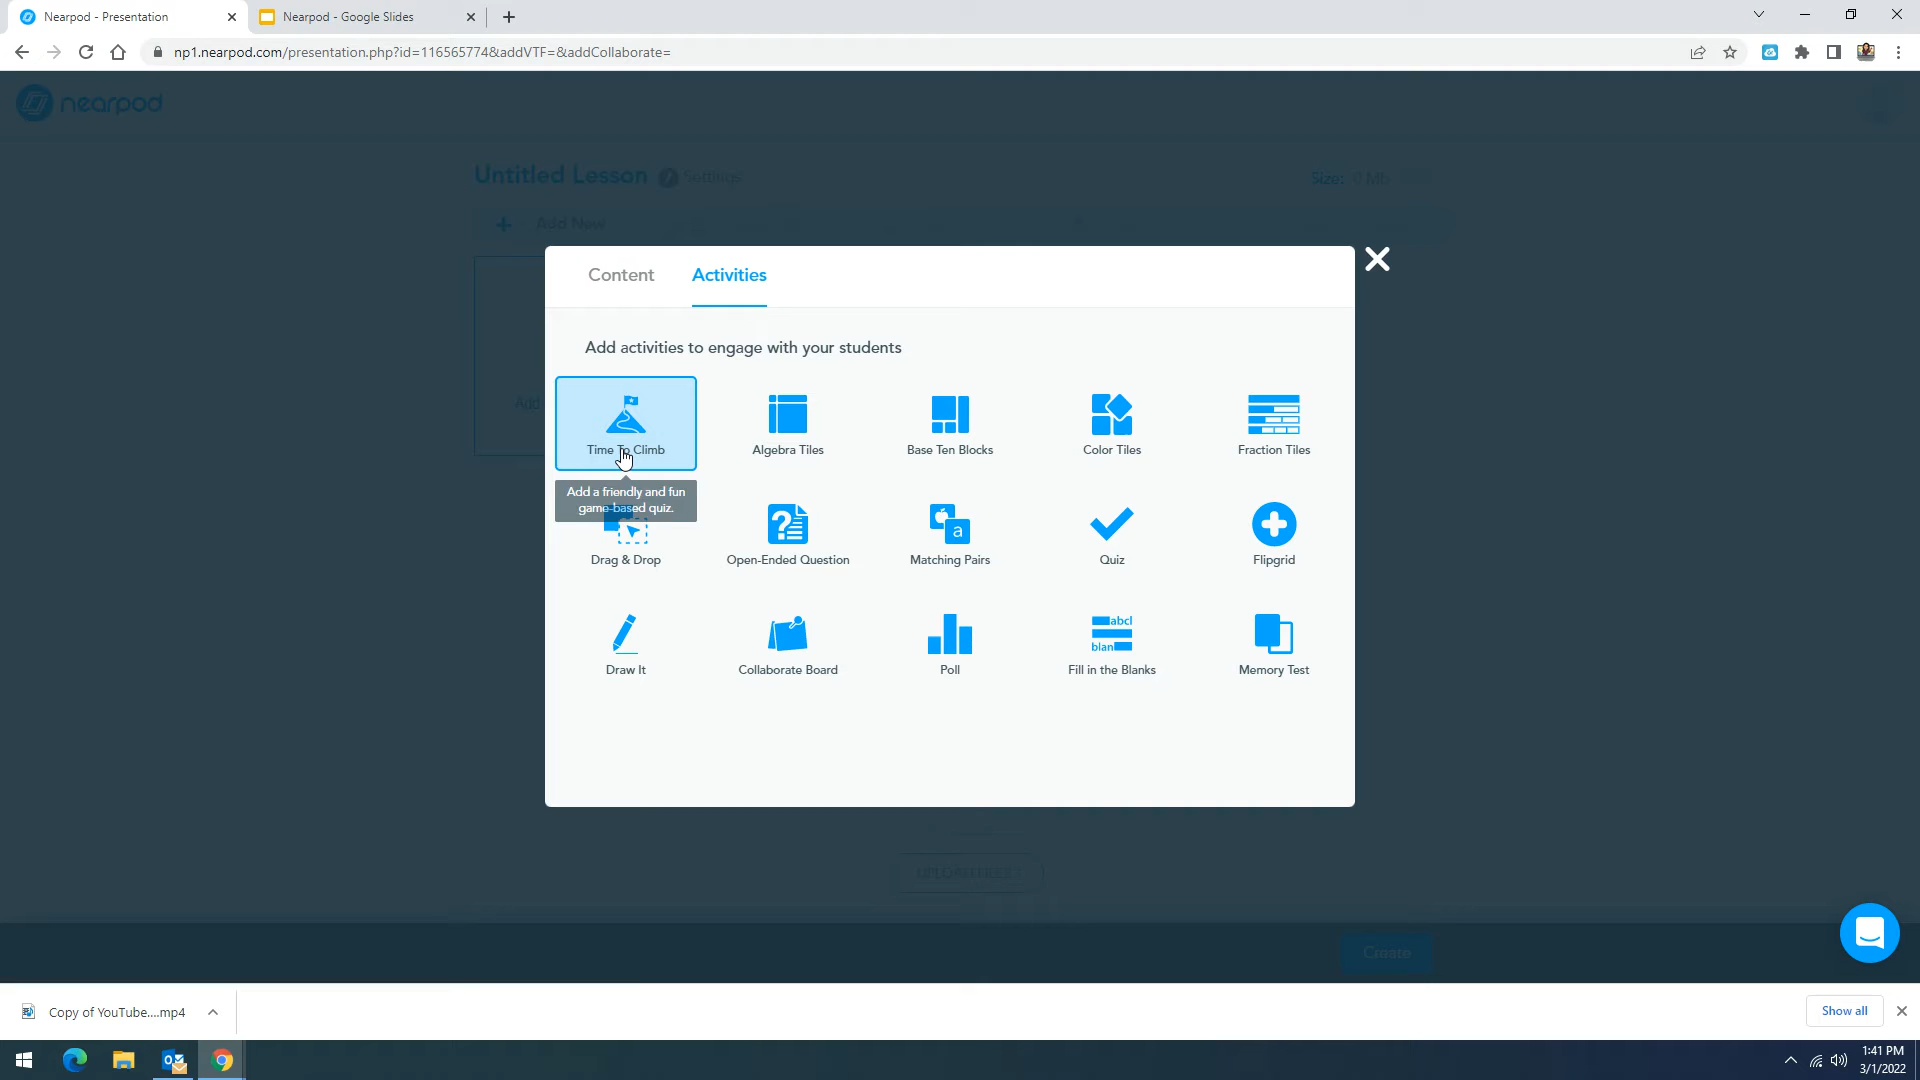 Nearpod - Presentation
Nearpod - Google Slides
np1.nearpod.com/presentation.php?id=116565774&addVTF=&addCollaborate=
nearpod
Untitled Lesson
Settings
Size: 0 Mb
+ Add New
Add
Content
Activities
Add activities to engage with your students
Time To Climb
Algebra Tiles
Base Ten Blocks
Color Tiles
Fraction Tiles
Add a friendly and fun
game-based quiz.
a
Drag & Drop
Open-Ended Question
Matching Pairs
Quiz
Flipgrid
abcl
blan
Draw It
Collaborate Board
Poll
Fill in the Blanks
Memory Test
Create
Copy of YouTube....mp4
Show all
1:41 PM
3/1/2022